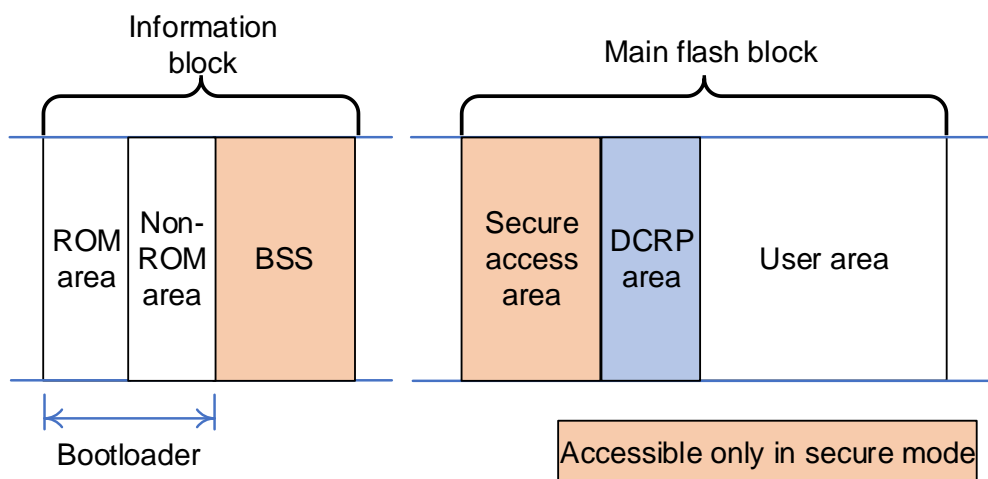 Information
block
Main flash block
ROM
area
Non-
ROM
area
BSS
Secure
access
area
DCRP
area
User area
Bootloader
Accessible only in secure mode